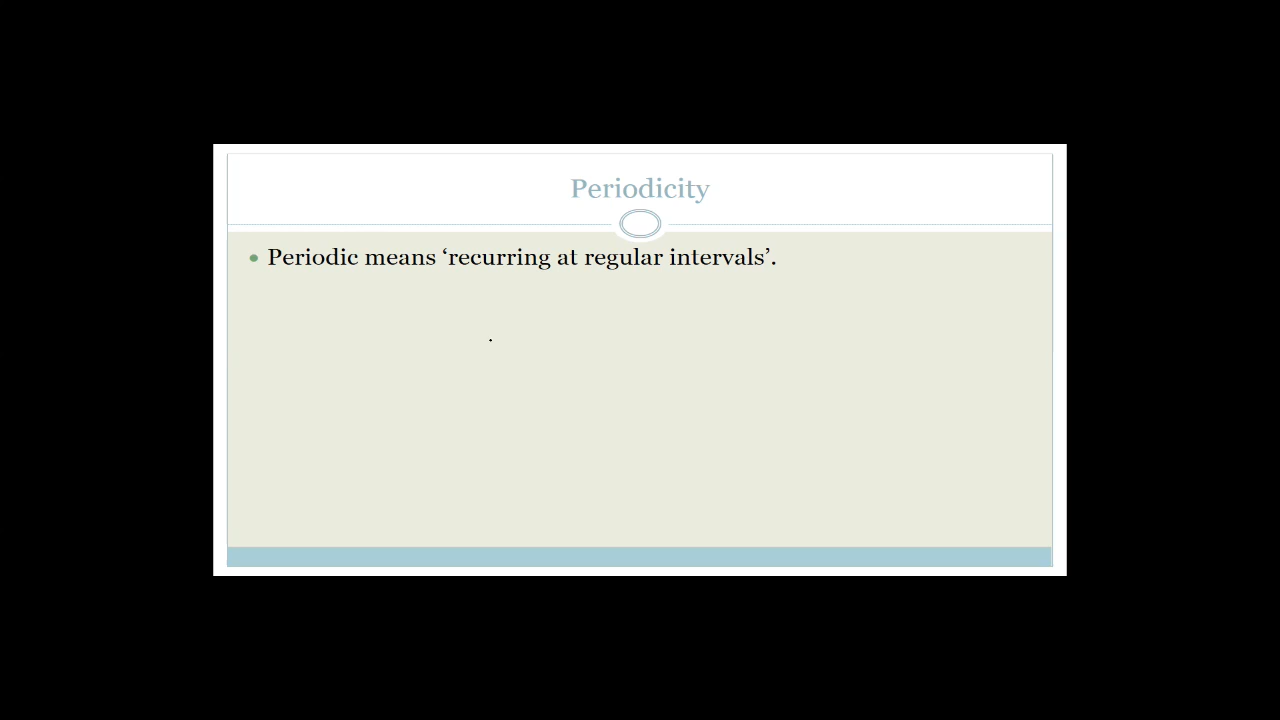 Periodicity
Periodic means ‘recurring at regular intervals’.